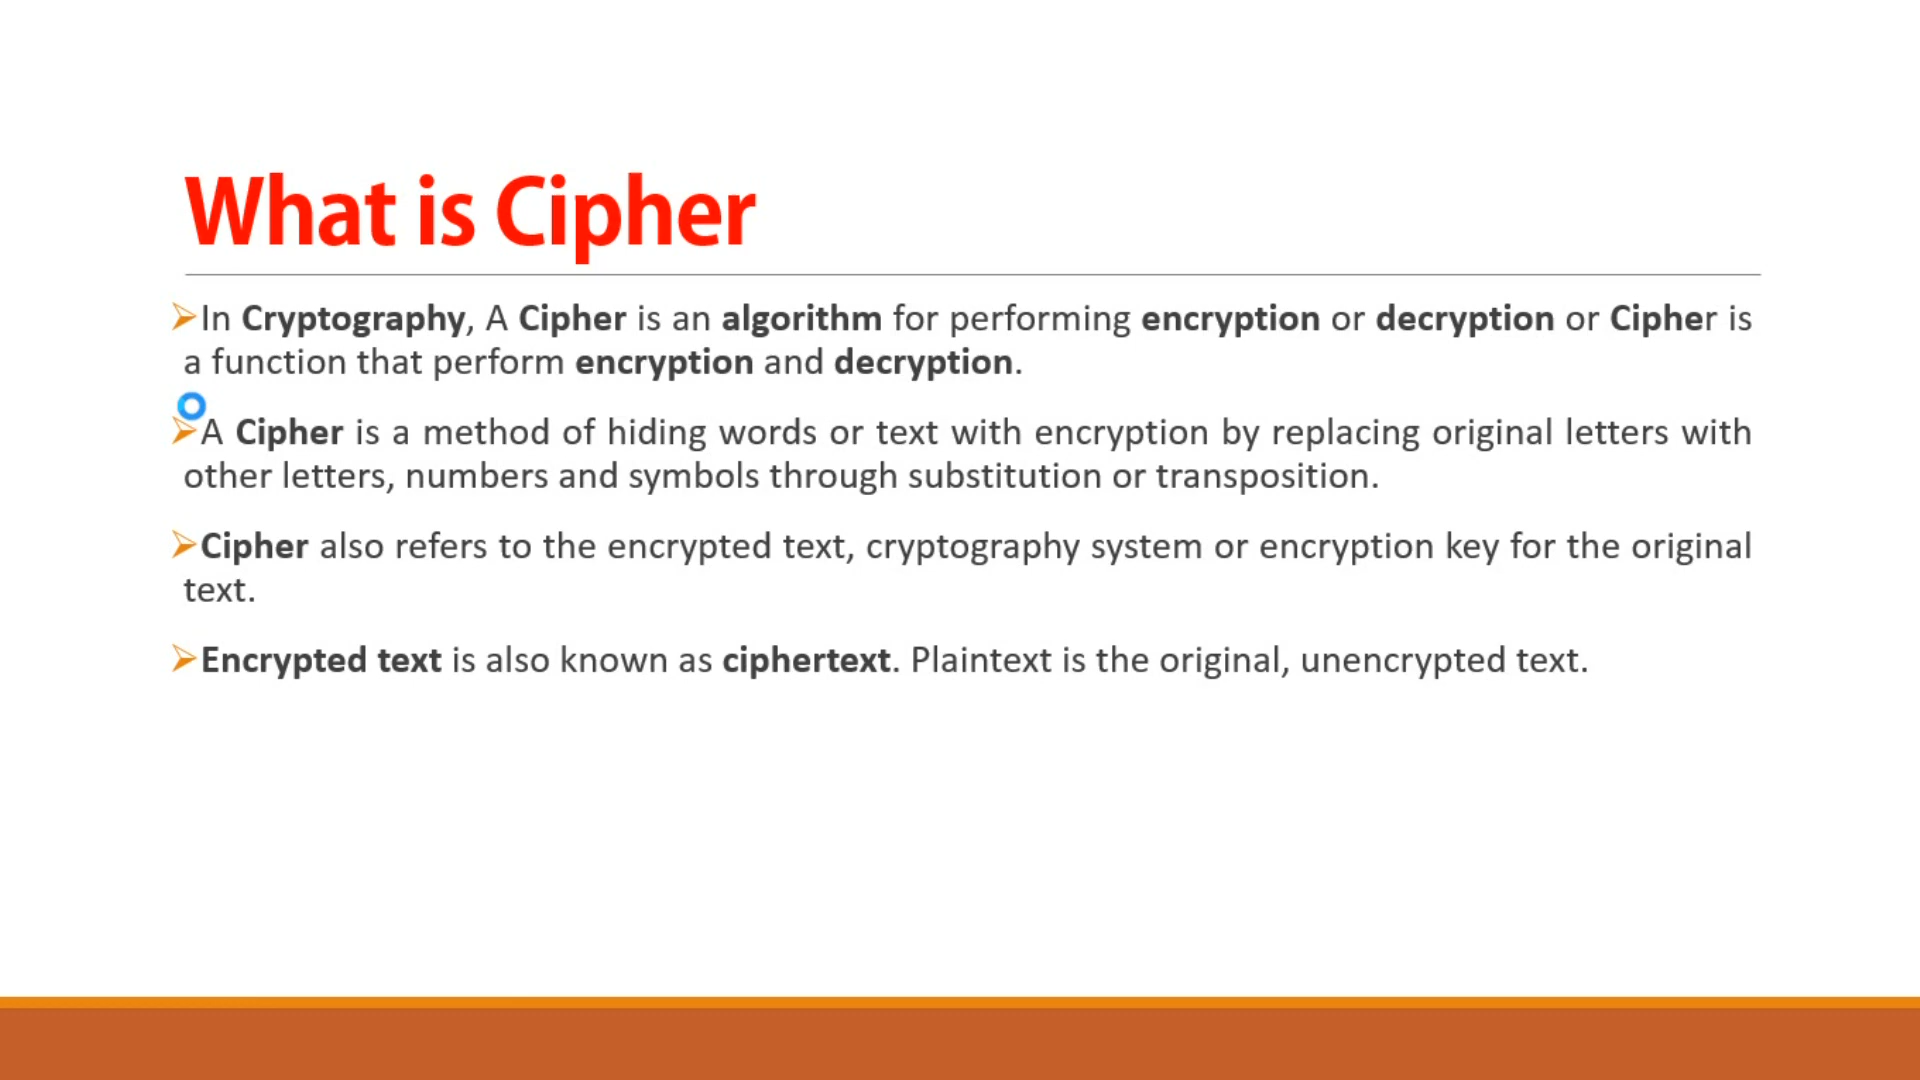 What is Cipher
➢In Cryptography, A Cipher is an algorithm for performing encryption or decryption or Cipher is
a function that perform encryption and decryption.
➢A Cipher is a method of hiding words or text with encryption by replacing original letters with
other letters, numbers and symbols through substitution or transposition.
➢Cipher also refers to the encrypted text, cryptography system or encryption key for the original
text.
➢Encrypted text is also known as ciphertext. Plaintext is the original, unencrypted text.